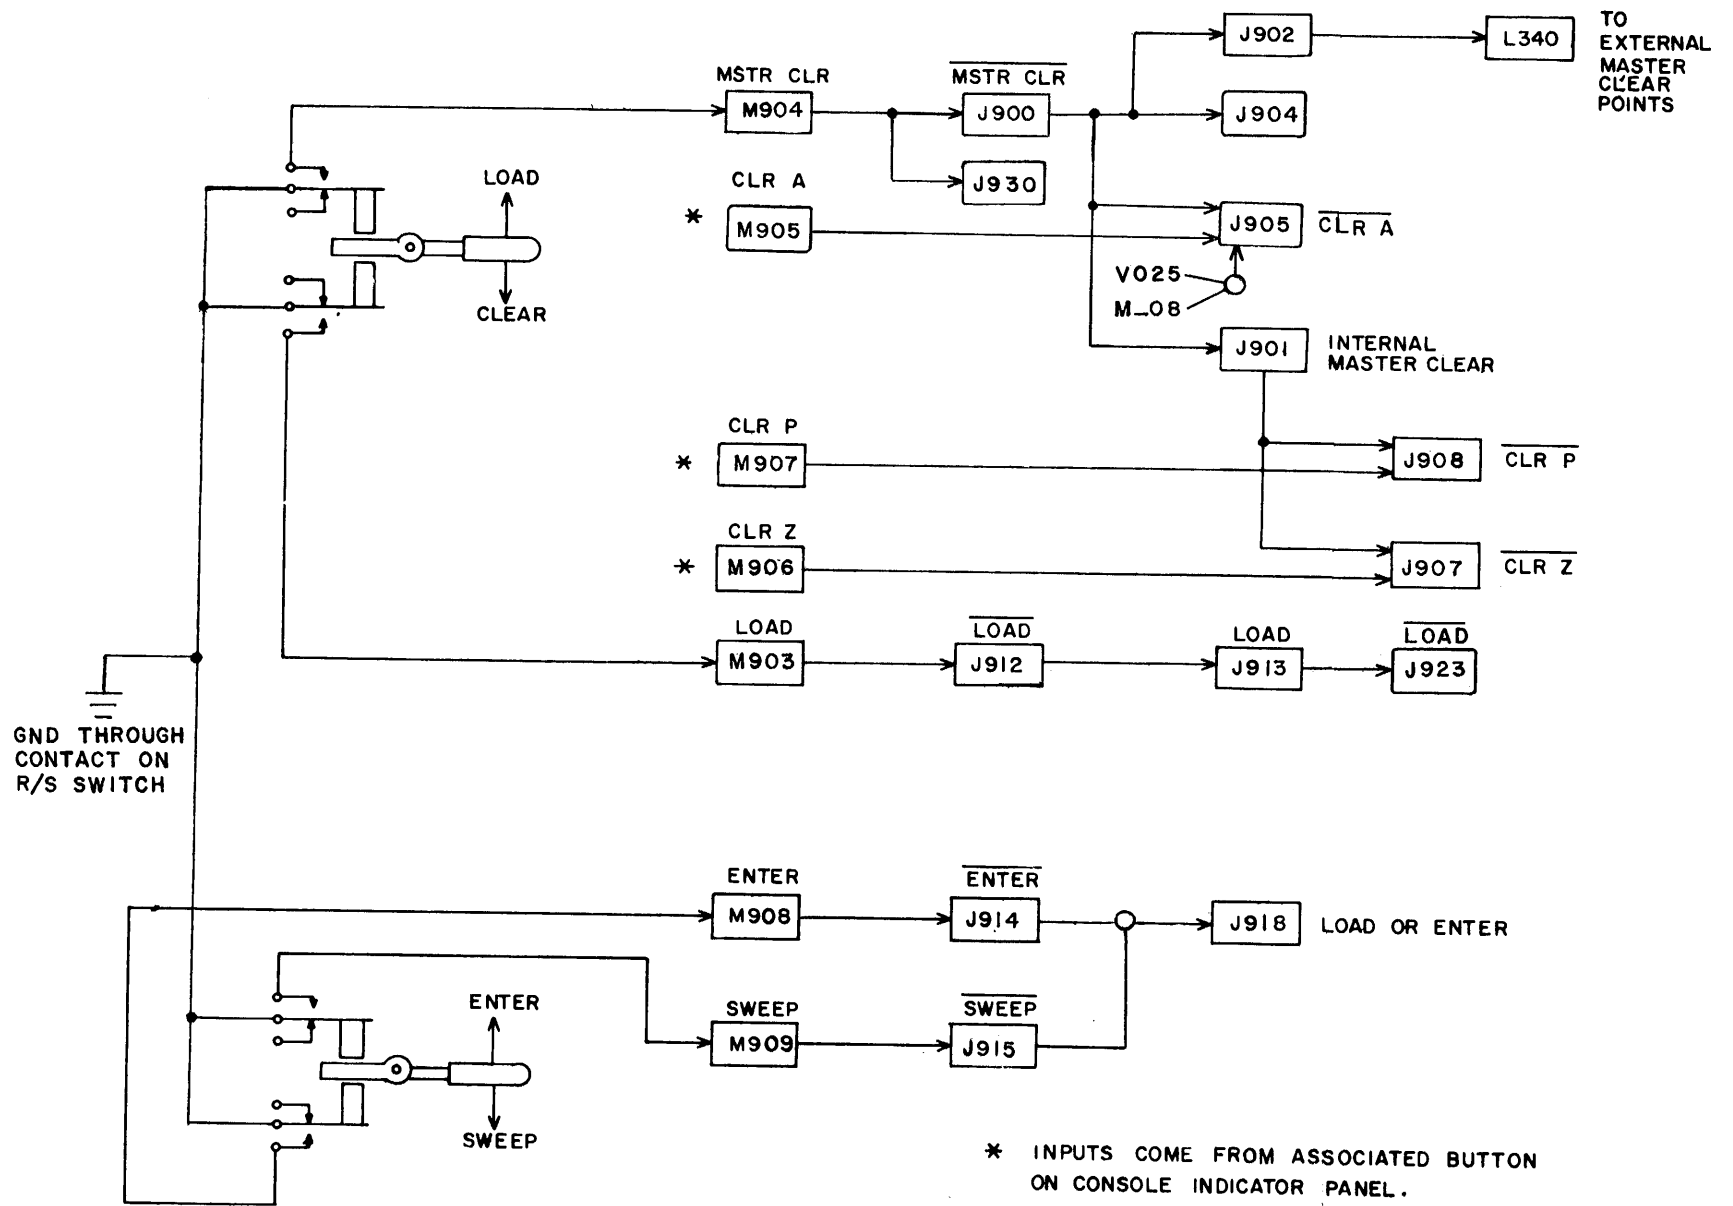 TO
EXTERNAL
MASTER
CLEAR
POINTS
J902
L340
MSTR CLR
MSTR CLR
M904
J900
J904
J930
LOAD
CLEAR
CLR A
* M905
J905
CLR A
V025
M_08
J901
INTERNAL
MASTER CLEAR
CLR P
* M907
J908
CLR P
CLR Z
* M906
J907
CLR Z
LOAD
LOAD
LOAD
LOAD
M903
J912
J913
J923
GND THROUGH
CONTACT ON
R/S SWITCH
ENTER
ENTER
M908
J914
J918
LOAD OR ENTER
SWEEP
SWEEP
M909
J915
ENTER
SWEEP
* INPUTS COME FROM ASSOCIATED BUTTON
ON CONSOLE INDICATOR PANEL.